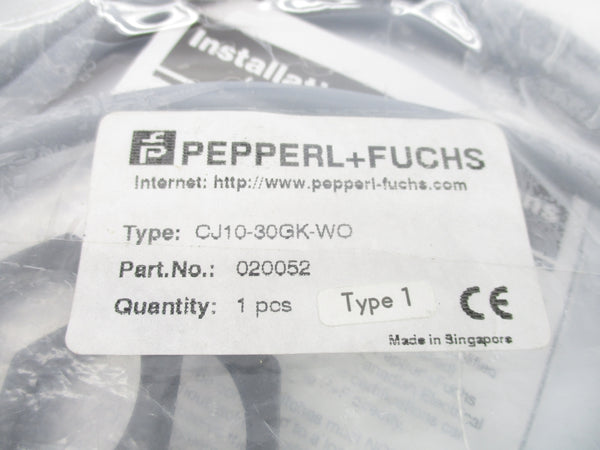 Installati
PEPPERL+FUCHS
Internet: http://www.pepperl-fuchs.com
Type: CJ10-30GK-WO
Part.No.: 020052
Quantity: 1 pcs
Type 1
CE
Made in Singapore